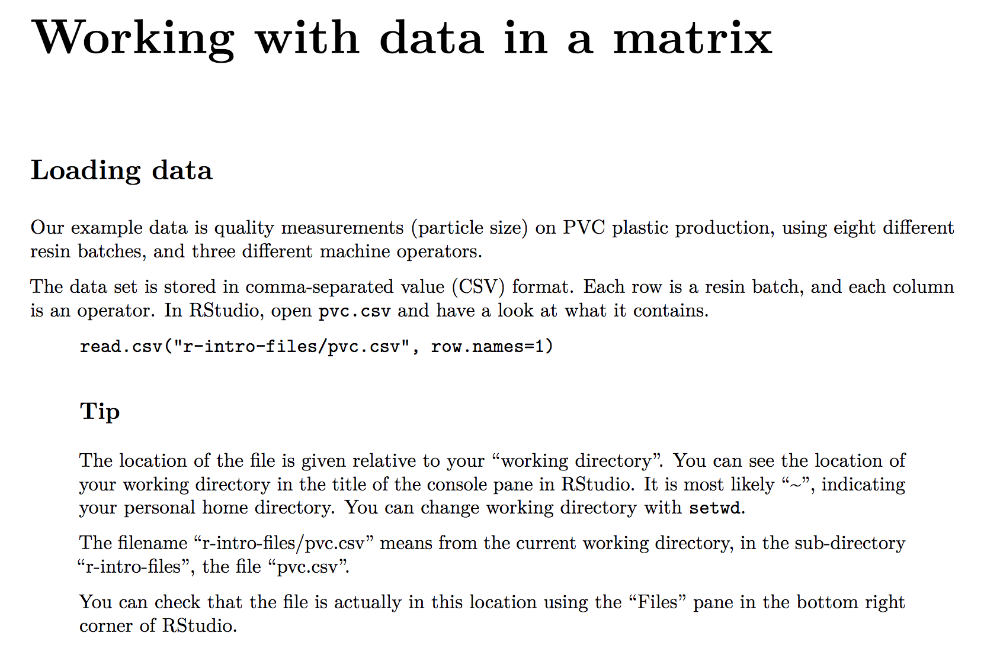 Working with data in a matrix
Loading data
Our example data is quality measurements (particle size) on PVC plastic production, using eight different
resin batches, and three different machine operators.
The data set is stored in comma-separated value (CSV) format. Each row is a resin batch, and each column
is an operator. In RStudio, open pvc.csv and have a look at what it contains.
read.csv("r-intro-files/pvc.csv", row.names=1)
Tip
The location of the file is given relative to your “working directory”. You can see the location of
your working directory in the title of the console pane in RStudio. It is most likely “~”, indicating
your personal home directory. You can change working directory with setwd.
The filename “r-intro-files/pvc.csv” means from the current working directory, in the sub-directory
“r-intro-files”, the file “pvc.csv”.
You can check that the file is actually in this location using the “Files” pane in the bottom right
corner of RStudio.